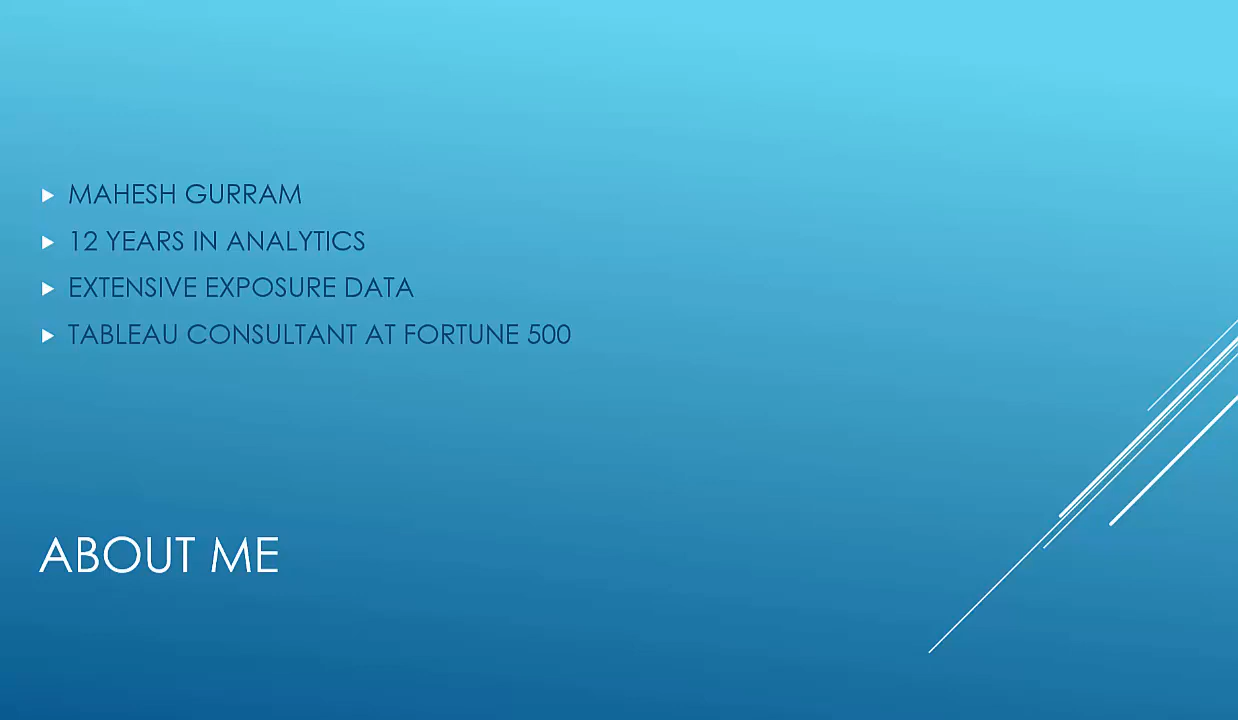 MAHESH GURRAM
12 YEARS IN ANALYTICS
EXTENSIVE EXPOSURE DATA
TABLEAU CONSULTANT AT FORTUNE 500
ABOUT ME